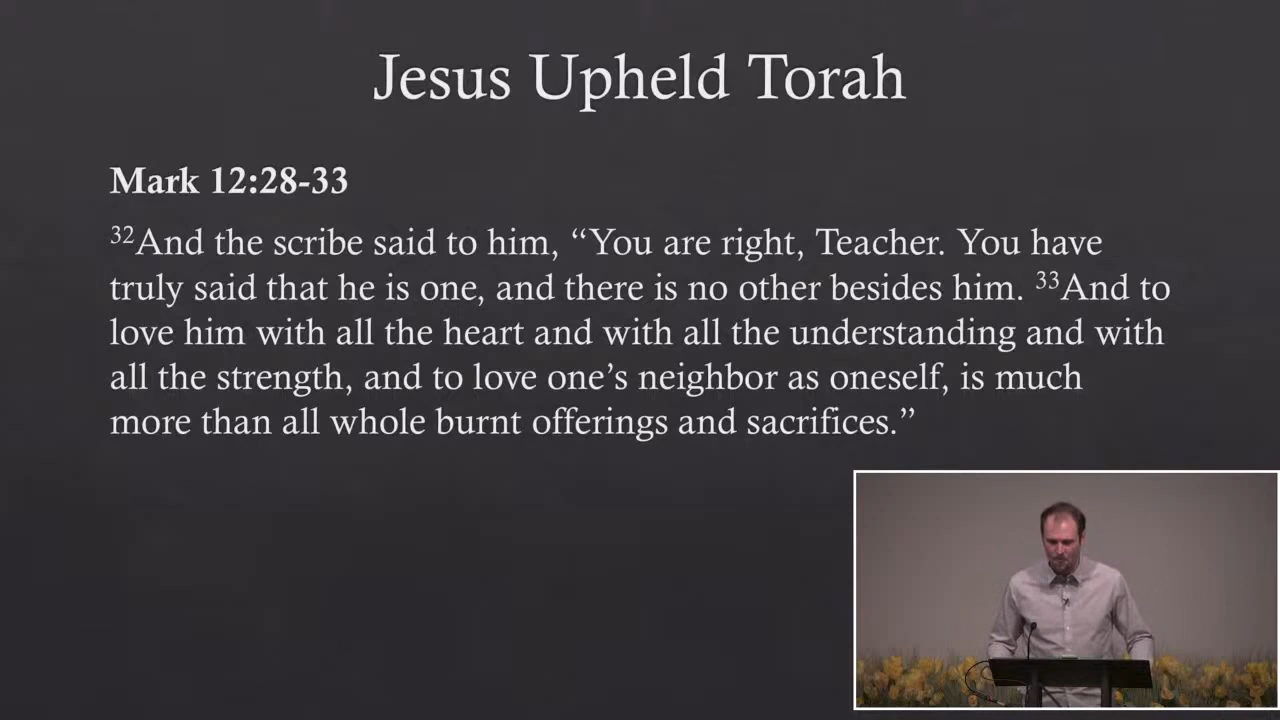 Jesus Upheld Torah
Mark 12:28-33
³²And the scribe said to him, “You are right, Teacher. You have
truly said that he is one, and there is no other besides him. ³³And to
love him with all the heart and with all the understanding and with
all the strength, and to love one’s neighbor as oneself, is much
more than all whole burnt offerings and sacrifices.”